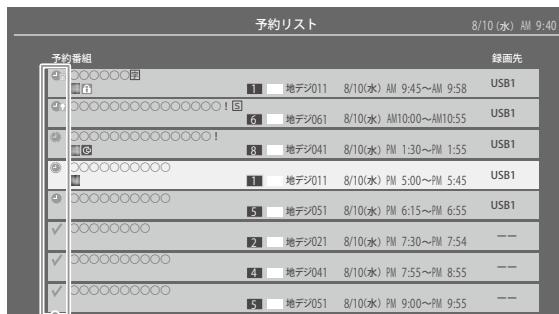 予約リスト
8/10 (水) AM 9:40
予約番組 録画先
○○○○○○字
1 地デジ011 8/10(水) AM 9:45～AM 9:58 USB1
○○○○○○○○○○○○○○○！S
6 地デジ061 8/10(水) AM10:00～AM10:55 USB1
○○○○○○○○○○○○○○！
8 地デジ041 8/10(水) PM 1:30～PM 1:55 USB1
○○○○○○○○○○
1 地デジ011 8/10(水) PM 5:00～PM 5:45 USB1
○○○○○○○○○○
5 地デジ051 8/10(水) PM 6:15～PM 6:55 USB1
○○○○○○○○
2 地デジ021 8/10(水) PM 7:30～PM 7:54 ――
○○○○○○○○○○
4 地デジ041 8/10(水) PM 7:55～PM 8:55 ――
○○○○○○○○○○
5 地デジ051 8/10(水) PM 9:00～PM 9:55 ――